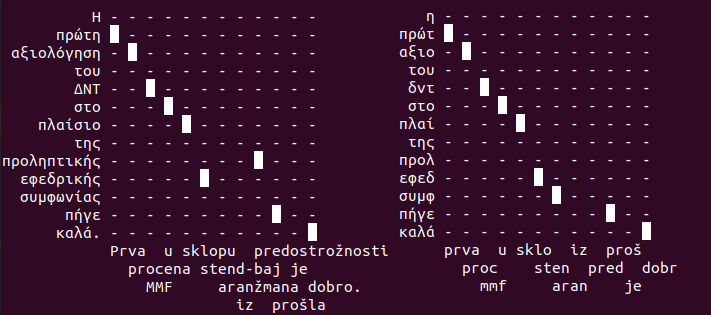 Η
πρώτη
αξιολόγηση
του
ΔΝΤ
στο
πλαίσιο
της
προληπτικής
εφεδρικής
συμφωνίας
πήγε
καλά.
Prva u sklopu predostrožnosti
procena stend-baj je
MMF aranžmana dobro.
iz prošla
η
πρώτ
αξιο
του
δντ
στο
πλαί
της
προλ
εφεδ
συμφ
πήγε
καλά
prva u sklo iz proš
proc sten pred dobr
mmf aran je